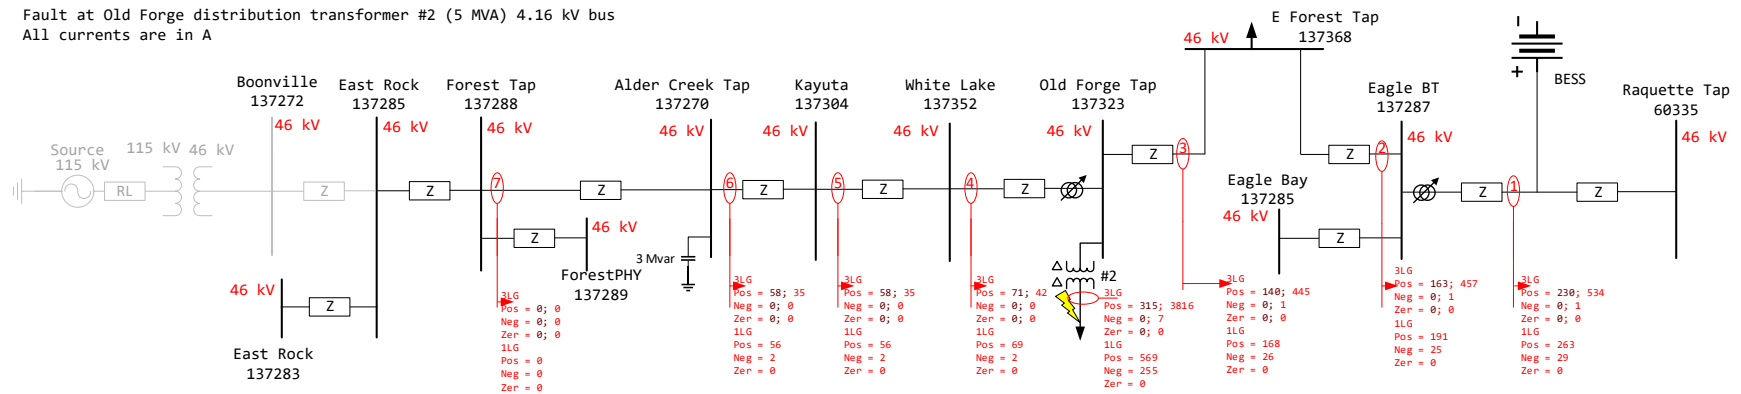 Fault at Old Forge distribution transformer #2 (5 MVA) 4.16 kV bus
All currents are in A
Source
115 kV
RL
115 kV
46 kV
Boonville
137272
46 kV
Z
East Rock
137285
46 kV
Z
46 kV
Z
East Rock
137283
Forest Tap
137288
46 kV
7
Z
Z
46 kV
ForestPHY
137289
3LG
Pos = 0; 0
Neg = 0; 0
Zer = 0; 0
1LG
Pos = 0
Neg = 0
Zer = 0
Alder Creek Tap
137270
46 kV
3 Mvar
6
Z
3LG
Pos = 58; 35
Neg = 0; 0
Zer = 0; 0
1LG
Pos = 56
Neg = 2
Zer = 0
Kayuta
137304
46 kV
5
Z
3LG
Pos = 58; 35
Neg = 0; 0
Zer = 0; 0
1LG
Pos = 56
Neg = 2
Zer = 0
White Lake
137352
46 kV
4
Z
3LG
Pos = 71; 42
Neg = 0; 0
Zer = 0; 0
1LG
Pos = 69
Neg = 2
Zer = 0
Old Forge Tap
137323
46 kV
Z
3
#2
3LG
Pos = 315; 3816
Neg = 0; 7
Zer = 0; 0
1LG
Pos = 569
Neg = 255
Zer = 0
E Forest Tap
137368
46 kV
3LG
Pos = 140; 445
Neg = 0; 1
Zer = 0; 0
1LG
Pos = 168
Neg = 26
Zer = 0
Eagle Bay
137285
46 kV
Z
Z
2
Eagle BT
137287
46 kV
3LG
Pos = 163; 457
Neg = 0; 1
Zer = 0; 0
1LG
Pos = 191
Neg = 25
Zer = 0
Z
1
3LG
Pos = 230; 534
Neg = 0; 1
Zer = 0; 0
1LG
Pos = 263
Neg = 29
Zer = 0
-
+
BESS
Z
Raquette Tap
60335
46 kV